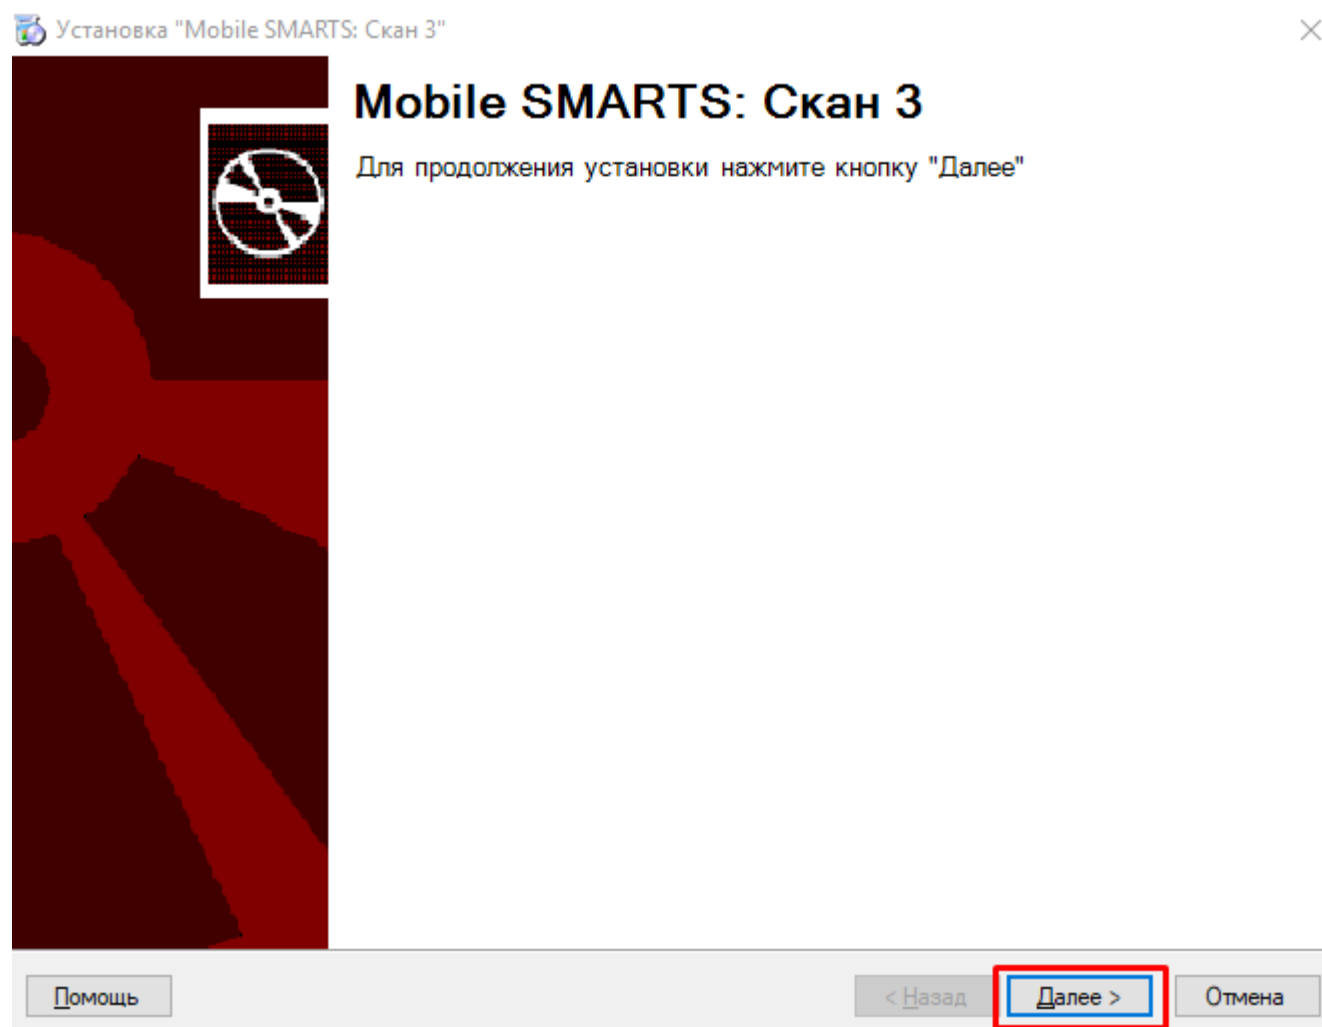 Установка "Mobile SMARTS: Скан 3"
Mobile SMARTS: Скан 3
Для продолжения установки нажмите кнопку "Далее"
Помощь
< Назад
Далее >
Отмена